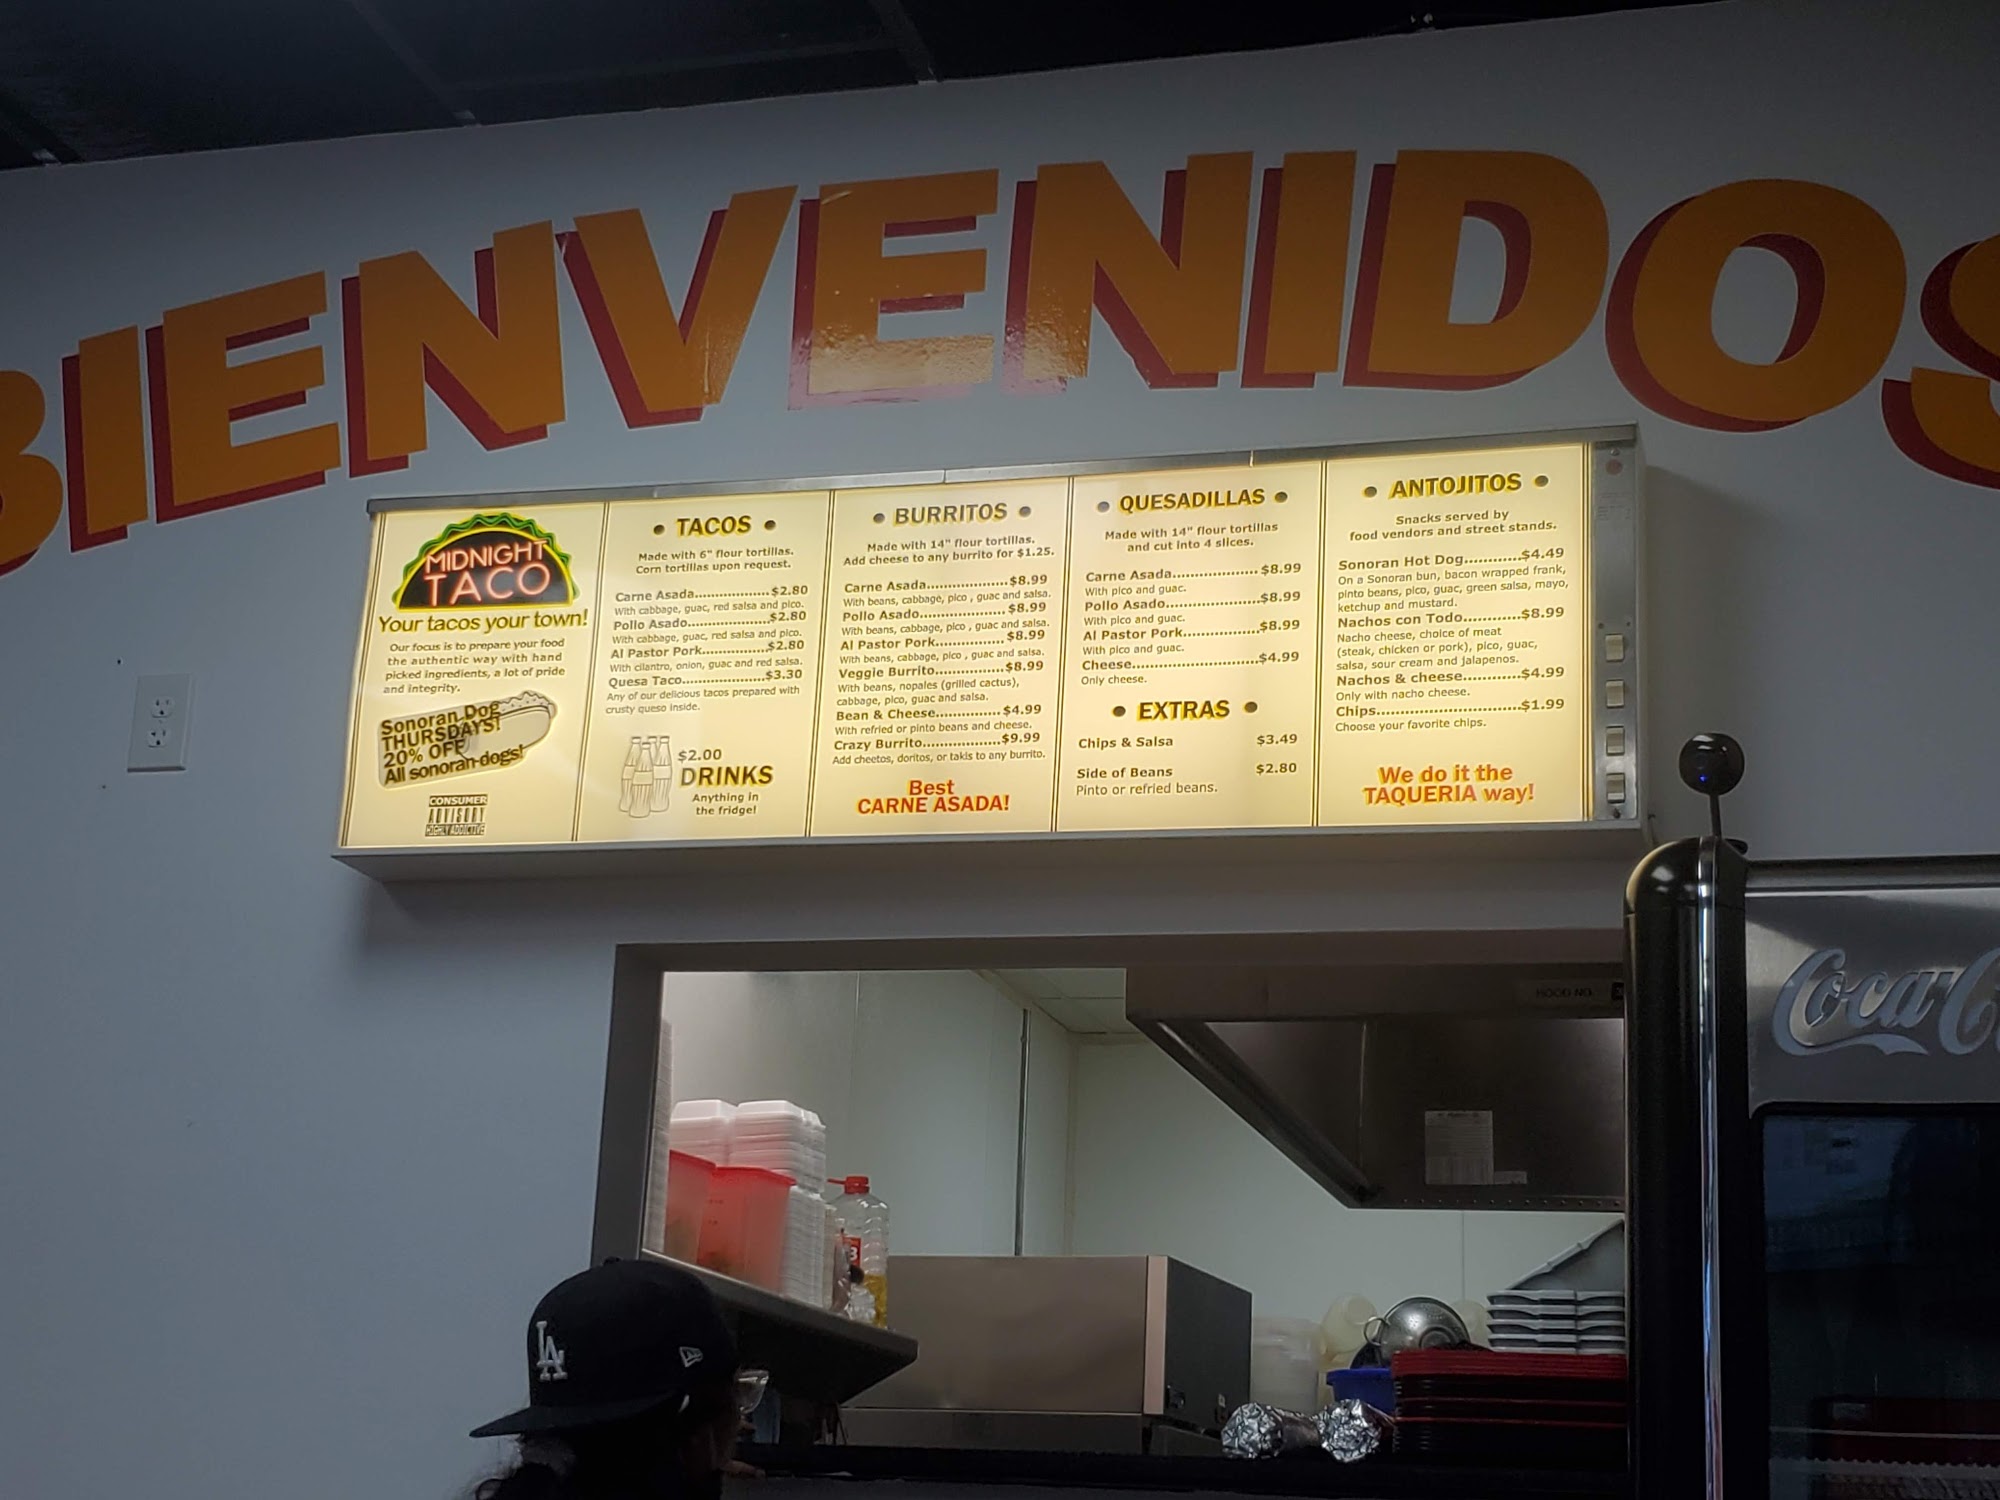 BIENVENIDOS
MIDNIGHT
TACO
Your tacos your town!
Our focus is to prepare your food
the authentic way with hand
picked ingredients, a lot of pride
and integrity.
Sonoran Dog
THURSDAYS!
20% OFF
All sonoran-dogs!
CONSUMER
ADVISORY
HIGHLY ADDICTIVE
• TACOS •
Made with 6" flour tortillas.
Corn tortillas upon request.
Carne Asada..................$2.80
With cabbage, guac, red salsa and pico.
Pollo Asado....................$2.80
With cabbage, guac, red salsa and pico.
Al Pastor Pork................$2.80
With cilantro, onion, guac and red salsa.
Quesa Taco....................$3.30
Any of our delicious tacos prepared with
crusty queso inside.
$2.00
DRINKS
Anything in
the fridge!
• BURRITOS •
Made with 14" flour tortillas.
Add cheese to any burrito for $1.25.
Carne Asada....................$8.99
With beans, cabbage, pico , guac and salsa.
Pollo Asado.....................$8.99
With beans, cabbage, pico , guac and salsa.
Al Pastor Pork.................$8.99
With beans, cabbage, pico , guac and salsa.
Veggie Burrito.................$8.99
With beans, nopales (grilled cactus),
cabbage, pico, guac and salsa.
Bean & Cheese................$4.99
With refried or pinto beans and cheese.
Crazy Burrito...................$9.99
Add cheetos, doritos, or takis to any burrito.
Best
CARNE ASADA!
• QUESADILLAS •
Made with 14" flour tortillas
and cut into 4 slices.
Carne Asada.....................$8.99
With pico and guac.
Pollo Asado.......................$8.99
With pico and guac.
Al Pastor Pork..................$8.99
With pico and guac.
Cheese..............................$4.99
Only cheese.
• EXTRAS •
Chips & Salsa $3.49
Side of Beans $2.80
Pinto or refried beans.
• ANTOJITOS •
Snacks served by
food vendors and street stands.
Sonoran Hot Dog............$4.49
On a Sonoran bun, bacon wrapped frank,
pinto beans, pico, guac, green salsa, mayo,
ketchup and mustard.
Nachos con Todo.............$8.99
Nacho cheese, choice of meat
(steak, chicken or pork), pico, guac,
salsa, sour cream and jalapenos.
Nachos & cheese.............$4.99
Only with nacho cheese.
Chips...............................$1.99
Choose your favorite chips.
We do it the
TAQUERIA way!
HOOD NO.
Coca C
LA